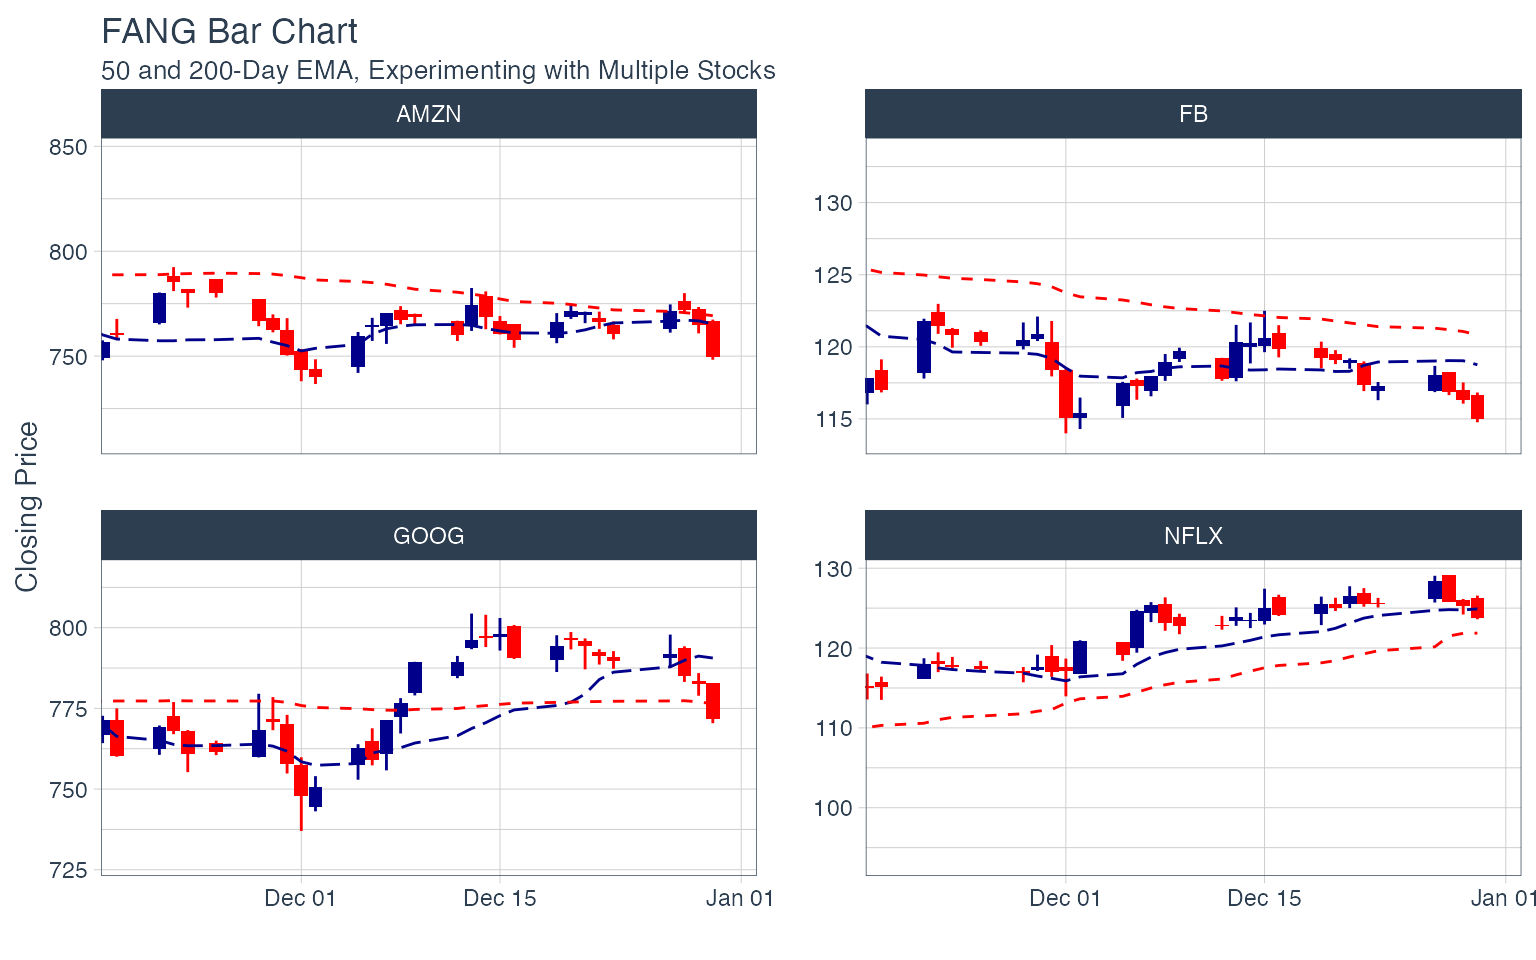 FANG Bar Chart
50 and 200-Day EMA, Experimenting with Multiple Stocks
AMZN
FB
850
800
750
130
125
120
115
Closing Price
GOOG
NFLX
800
775
750
725
130
120
110
100
Dec 01
Dec 15
Jan 01
Dec 01
Dec 15
Jan 01